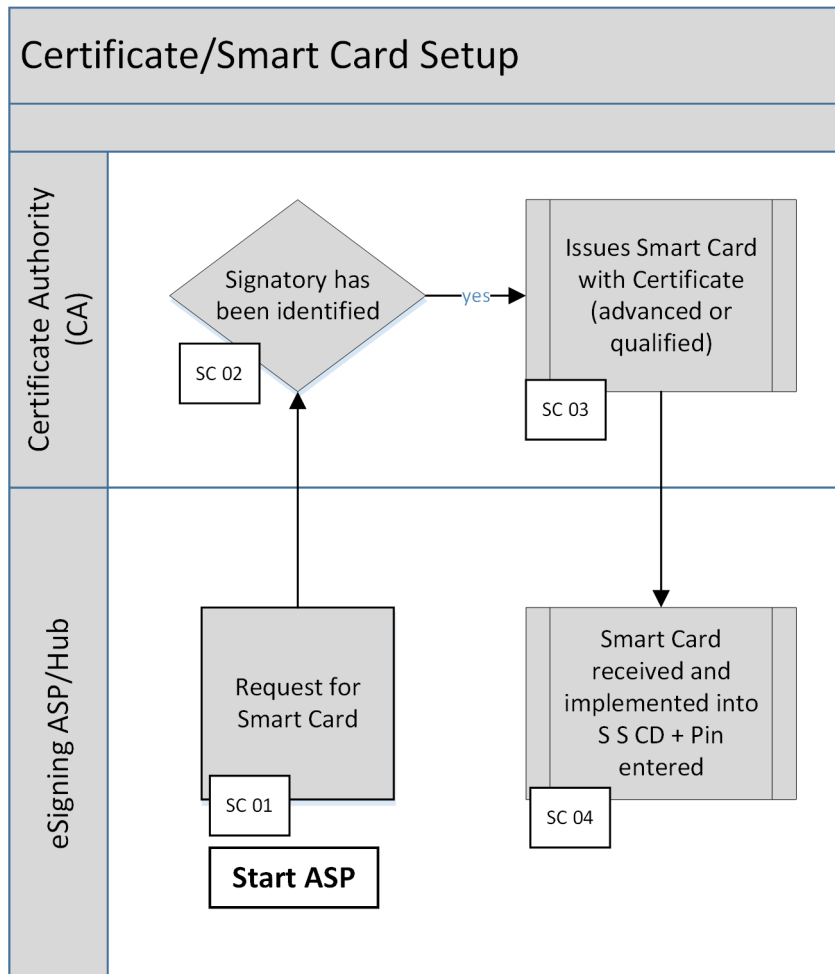 Certificate/Smart Card Setup
Certificate Authority
(CA)
Signatory has
been identified
SC 02
yes
Issues Smart Card
with Certificate
(advanced or
qualified)
SC 03
eSigning ASP/Hub
Request for
Smart Card
SC 01
Start ASP
Smart Card
received and
implemented into
S S CD + Pin
entered
SC 04